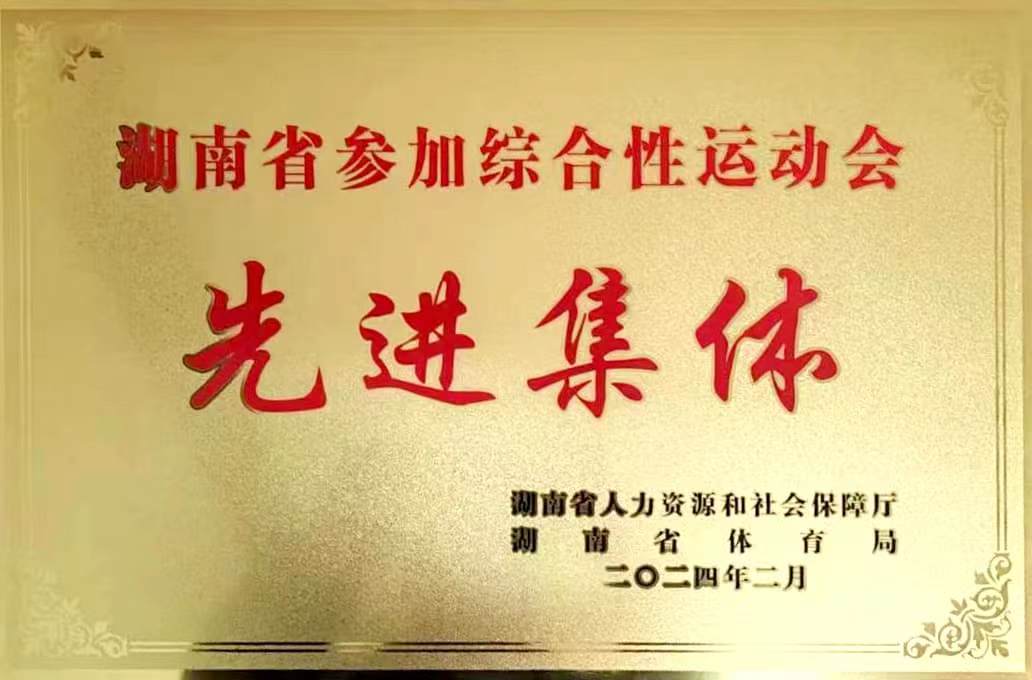 湖南省参加综合性运动会
先进集体
湖南省人力资源和社会保障厅
湖南省体育局
二〇二四年二月